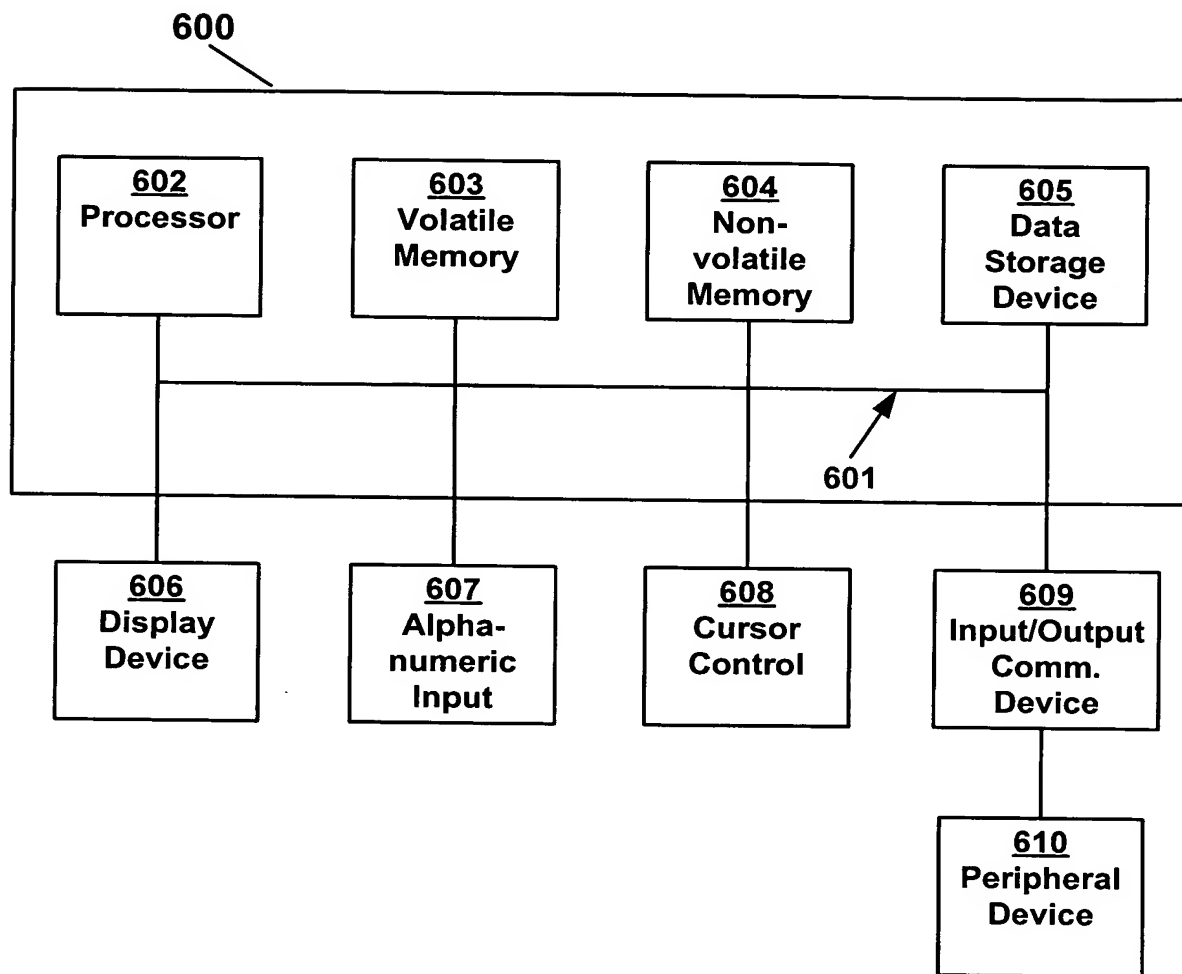 600
602
Processor
603
Volatile
Memory
604
Non-
volatile
Memory
605
Data
Storage
Device
601
606
Display
Device
607
Alpha-
numeric
Input
608
Cursor
Control
609
Input/Output
Comm.
Device
610
Peripheral
Device